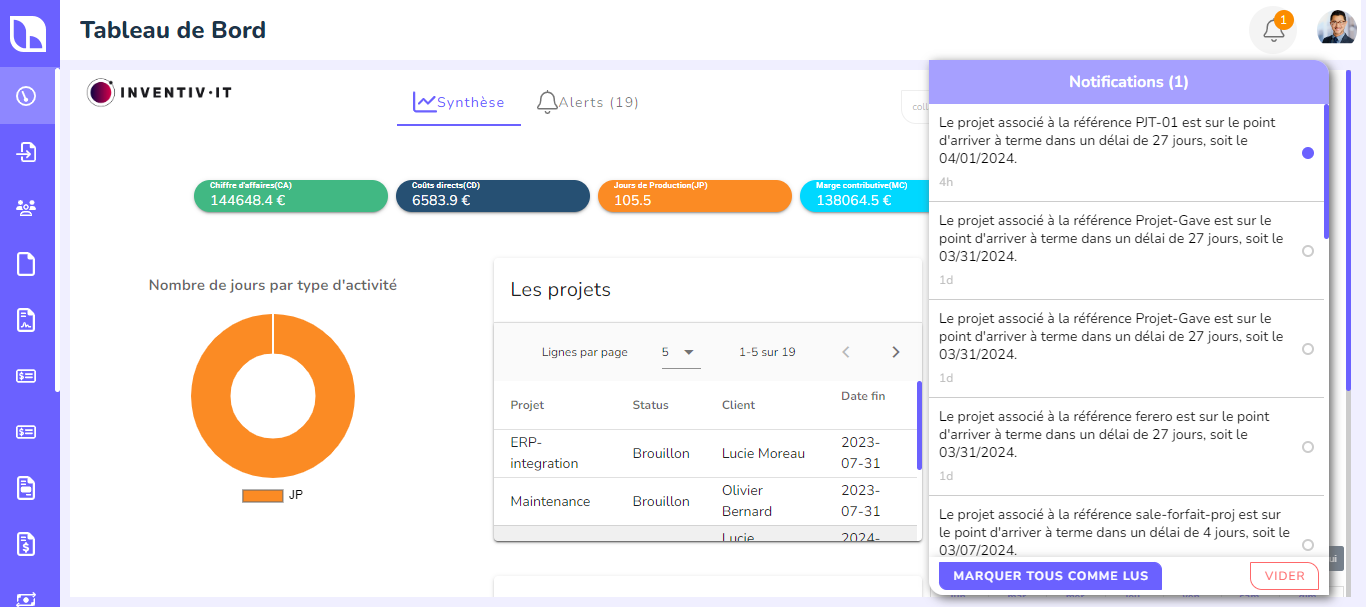 Tableau de Bord
1
INVENTIV·IT
Synthèse
Alerts (19)
Chiffre d'affaires(CA)
144648.4 €
Coûts directs(CD)
6583.9 €
Jours de Production(JP)
105.5
Marge contributive(MC)
138064.5 €
Nombre de jours par type d'activité
JP
Les projets
Lignes par page
5
1-5 sur 19
Projet
Status
Client
Date fin
ERP-
integration
Brouillon
Lucie Moreau
2023-
07-31
Maintenance
Brouillon
Olivier
Bernard
2023-
07-31
Lucie
2024-
Notifications (1)
Le projet associé à la référence PJT-01 est sur le point
d'arriver à terme dans un délai de 27 jours, soit le
04/01/2024.
4h
Le projet associé à la référence Projet-Gave est sur le
point d'arriver à terme dans un délai de 27 jours, soit le
03/31/2024.
1d
Le projet associé à la référence Projet-Gave est sur le
point d'arriver à terme dans un délai de 27 jours, soit le
03/31/2024.
1d
Le projet associé à la référence ferero est sur le point
d'arriver à terme dans un délai de 27 jours, soit le
03/31/2024.
1d
Le projet associé à la référence sale-forfait-proj est sur
le point d'arriver à terme dans un délai de 4 jours, soit le
03/07/2024.
MARQUER TOUS COMME LUS
VIDER